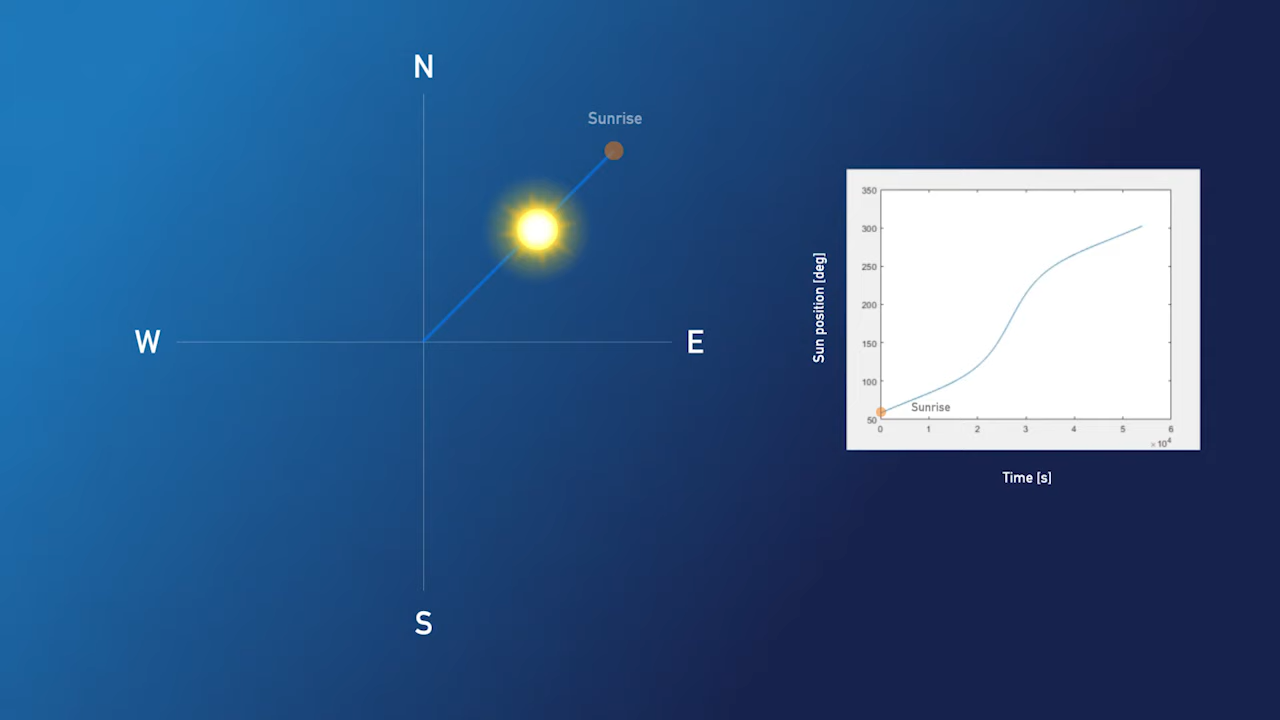 N
Sunrise
W
E
S
Sun position [deg]
350
300
250
200
150
100
50
Sunrise
0
1
2
3
4
5
6
×10⁴
Time [s]